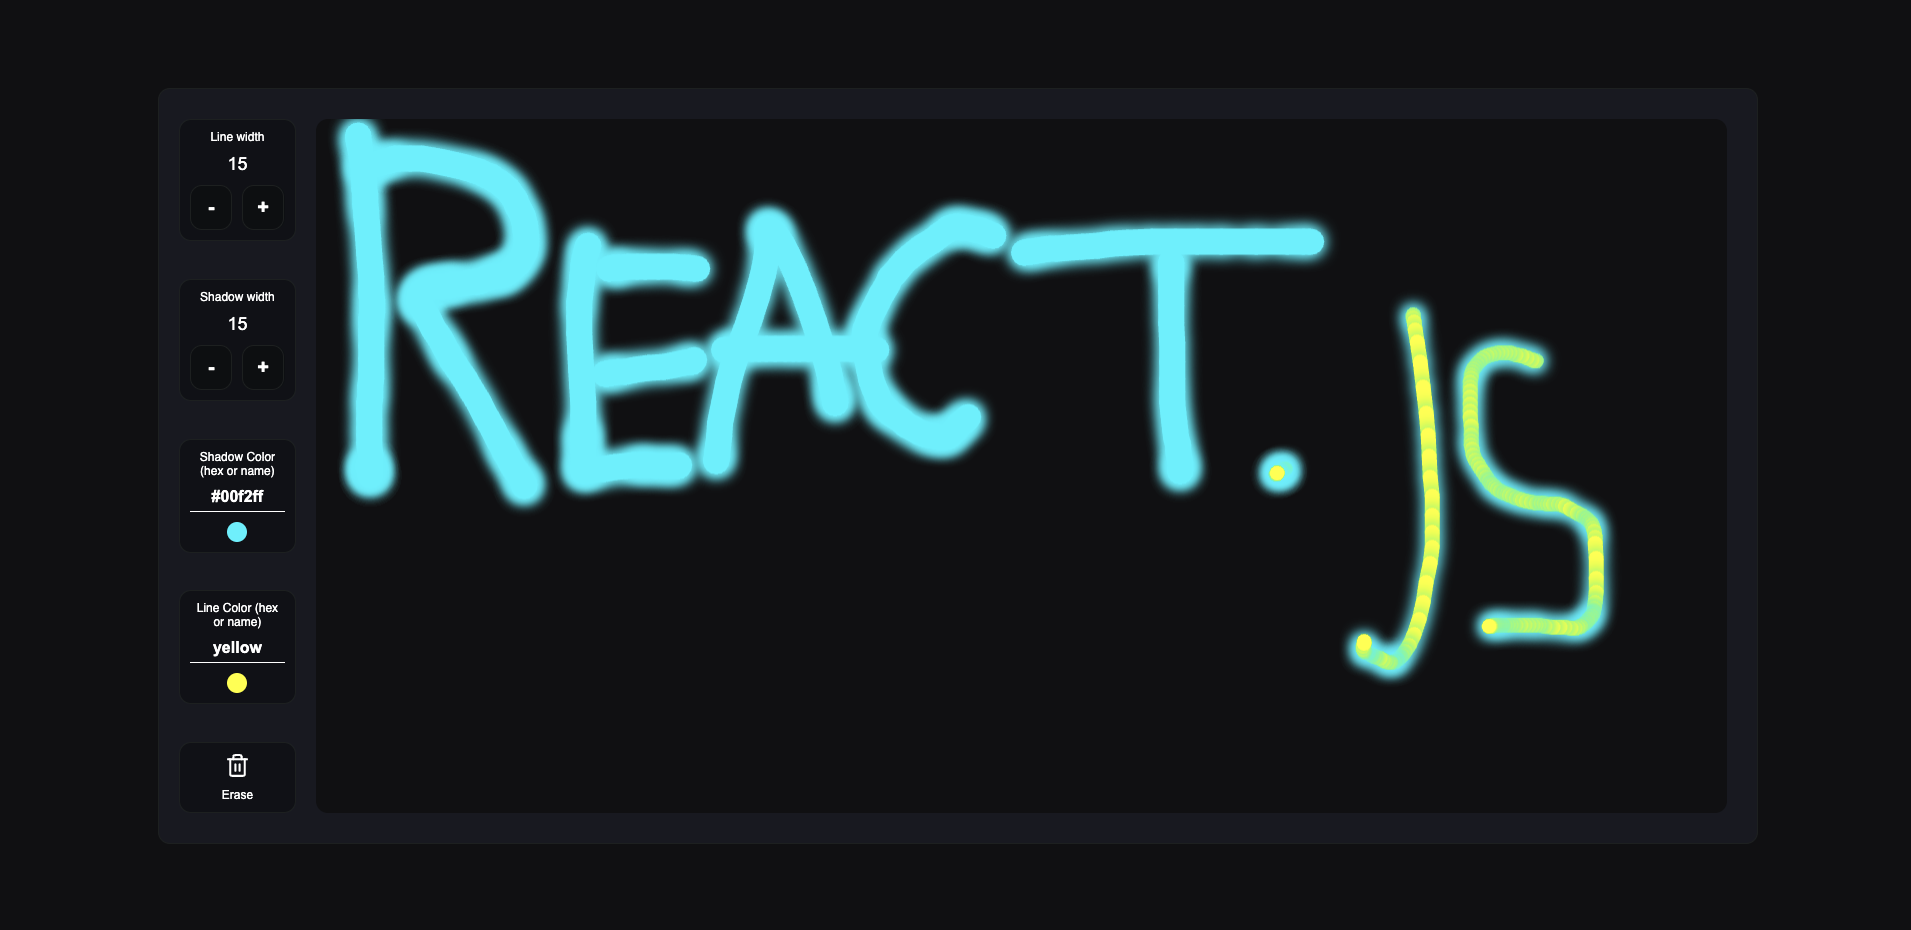 Line width
15
- +
Shadow width
15
- +
Shadow Color
(hex or name)
#00f2ff
Line Color (hex
or name)
yellow
Erase
REACT.JS